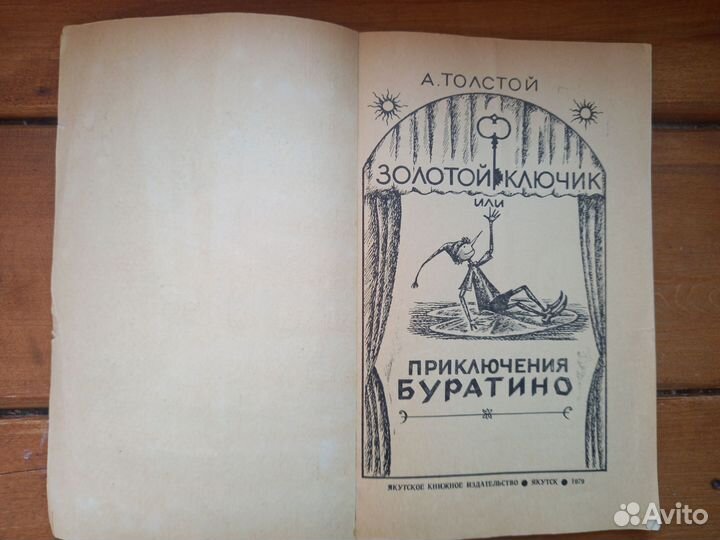 А. ТОЛСТОЙ
ЗОЛОТОЙ КЛЮЧИК
ИЛИ
ПРИКЛЮЧЕНИЯ
БУРАТИНО
ЯКУТСКОЕ КНИЖНОЕ ИЗДАТЕЛЬСТВО ● ЯКУТСК ● 1979
Avito